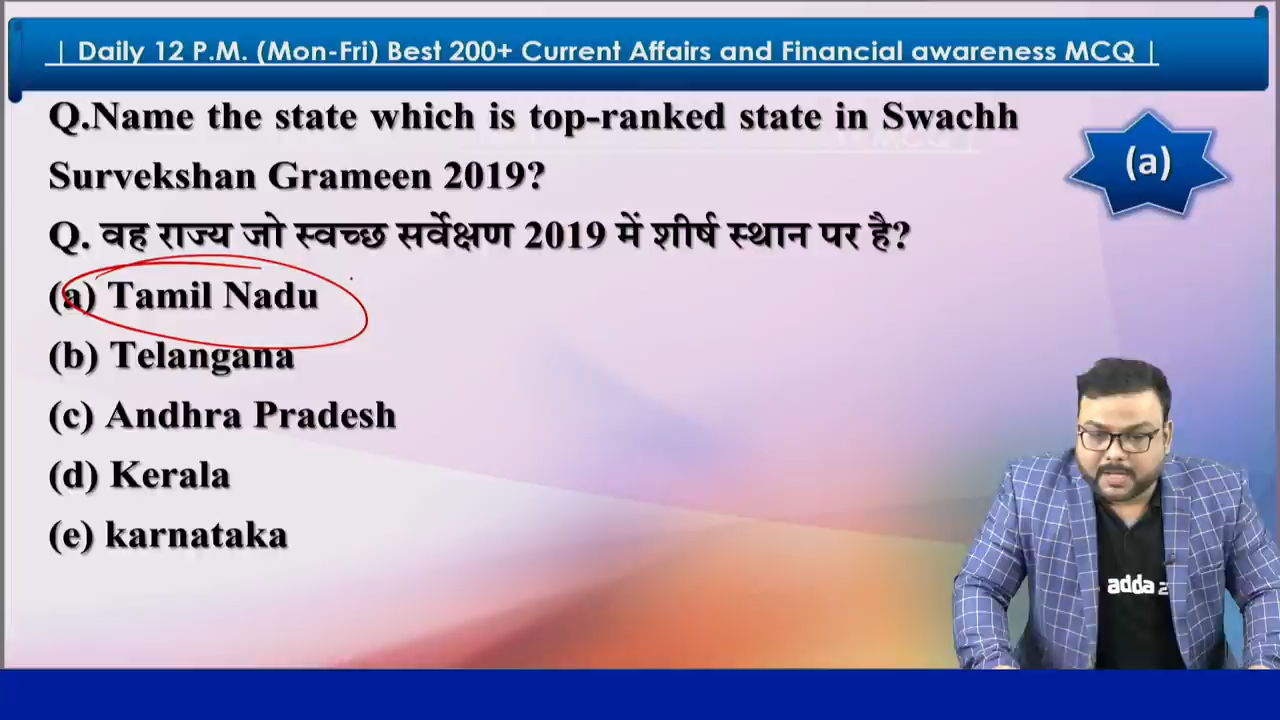 | Daily 12 P.M. (Mon-Fri) Best 200+ Current Affairs and Financial awareness MCQ |
Q.Name the state which is top-ranked state in Swachh
Survekshan Grameen 2019?
(a)
Q. वह राज्य जो स्वच्छ सर्वेक्षण 2019 में शीर्ष स्थान पर है?
(a) Tamil Nadu
(b) Telangana
(c) Andhra Pradesh
(d) Kerala
(e) karnataka
adda 2